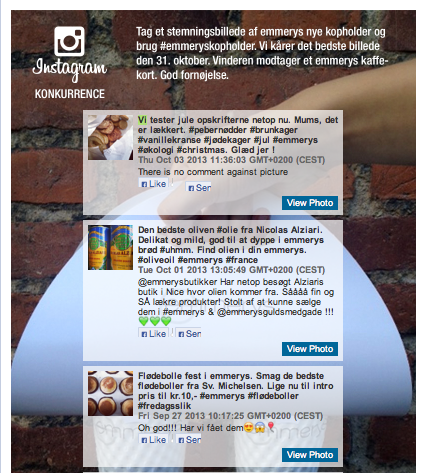 Instagram
KONKURRENCE
Tag et stemningsbillede af emmerys nye kopholder og
brug #emmeryskopholder. Vi kårer det bedste billede
den 31. oktober. Vinderen modtager et emmerys kaffe-
kort. God fornøjelse.
Vi tester jule opskrifterne netop nu. Mums, det
er lækkert. #pebernødder #brunkager
#vanillekranse #jødekager #jul #emmerys
#økologi #christmas. Glæd jer !
Thu Oct 03 2013 11:36:03 GMT+0200 (CEST)
There is no comment against picture
Like
Sen
View Photo
Den bedste oliven #olie fra Nicolas Alziari.
Delikat og mild, god til at dyppe i emmerys
brød #uhmm. Find olien i din emmerys.
#oliveoil #emmerys #france
Tue Oct 01 2013 13:05:49 GMT+0200 (CEST)
@emmerysbutikker Har netop besøgt Alziaris
butik i Nice hvor olien kommer fra. Sååååå fin og
SÅ lækre produkter! Stolt af at kunne sælge
dem i #emmerys & @emmerysguldsmedgade !!!
💚💚💚
Like
Sen
View Photo
Flødebolle fest i emmerys. Smag de bedste
flødeboller fra Sv. Michelsen. Lige nu til intro
pris til kr.10,- #emmerys #flødeboller
#fredagsslik
Fri Sep 27 2013 10:17:25 GMT+0200 (CEST)
Oh god!!! Har vi fået dem😍😱🎈
Like
Sen
View Photo